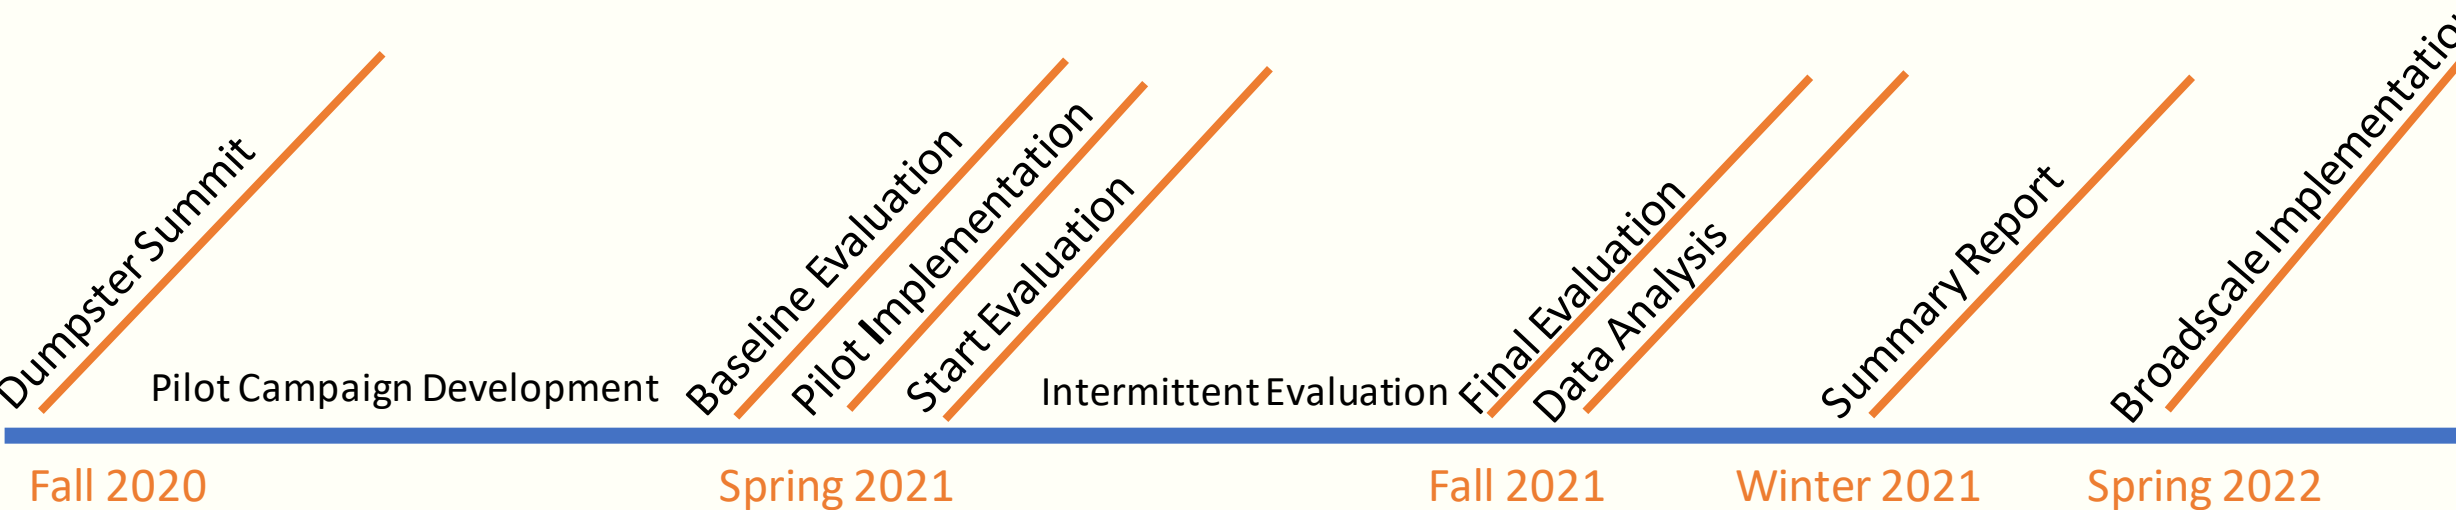 Dumpster Summit
Pilot Campaign Development
Baseline Evaluation
Pilot Implementation
Start Evaluation
Intermittent Evaluation
Final Evaluation
Data Analysis
Summary Report
Broadscale Implementation
Fall 2020
Spring 2021
Fall 2021
Winter 2021
Spring 2022